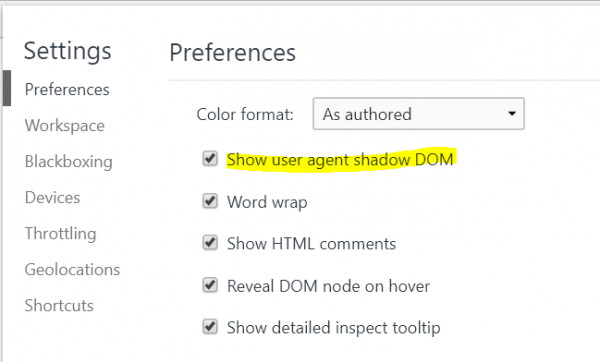 Settings
Preferences
Workspace
Blackboxing
Devices
Throttling
Geolocations
Shortcuts
Preferences
Color format: As authored
Show user agent shadow DOM
Word wrap
Show HTML comments
Reveal DOM node on hover
Show detailed inspect tooltip